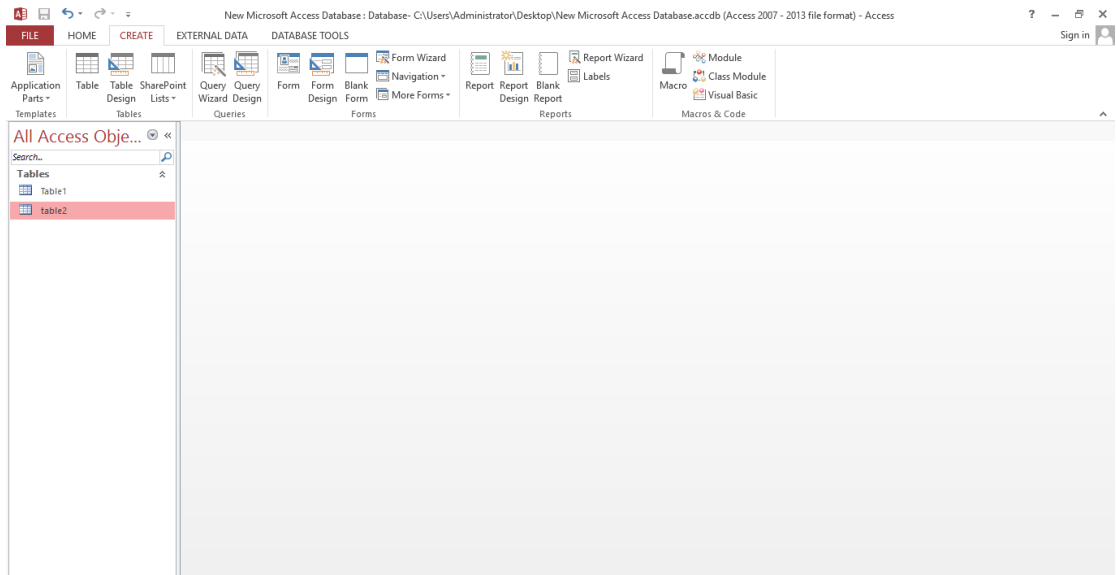 New Microsoft Access Database : Database- C:\Users\Administrator\Desktop\New Microsoft Access Database.accdb (Access 2007 - 2013 file format) - Access
FILE HOME CREATE EXTERNAL DATA DATABASE TOOLS Sign in
Application Parts
Table
Table Design
SharePoint Lists
Query Wizard
Query Design
Form
Form Design
Blank Form
Form Wizard
Navigation
More Forms
Report
Report Design
Blank Report
Report Wizard
Labels
Macro
Module
Class Module
Visual Basic
Templates Tables Queries Forms Reports Macros & Code
All Access Obje...
Search...
Tables
Table1
table2